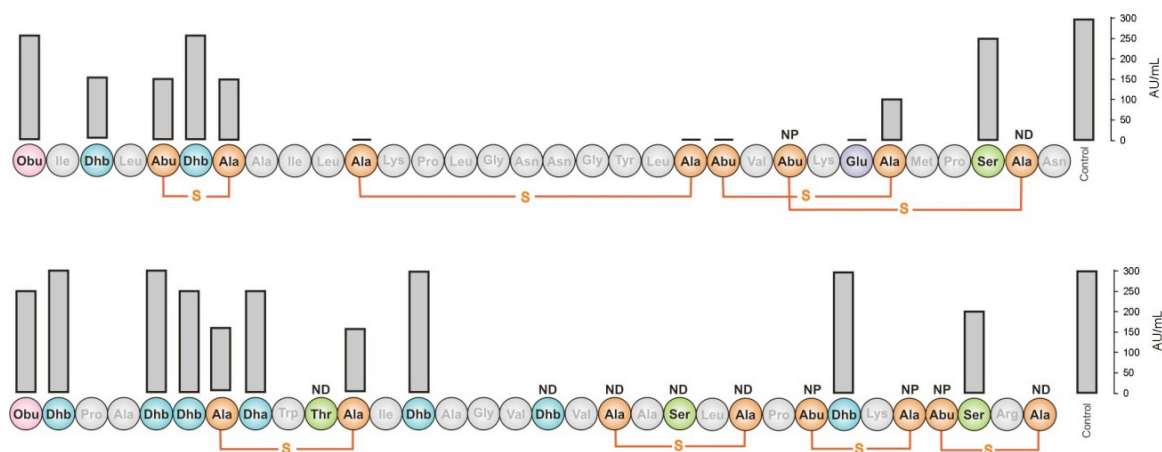 300
250
200
150
100
50
0
AU/mL
NP ND
Obu Ile Dhb Leu Abu Dhb Ala Ala Ile Leu Ala Lys Pro Leu Gly Asn Asn Gly Tyr Leu Ala Abu Val Abu Lys Glu Ala Met Pro Ser Ala Asn
Control
S S S
S
300
250
200
150
100
50
0
AU/mL
ND ND ND ND ND NP NP NP ND
Obu Dhb Pro Ala Dhb Dhb Ala Dha Trp Thr Ala Ile Dhb Ala Gly Val Dhb Val Ala Ala Ser Leu Ala Pro Abu Dhb Lys Ala Abu Ser Arg Ala
Control
S S S S